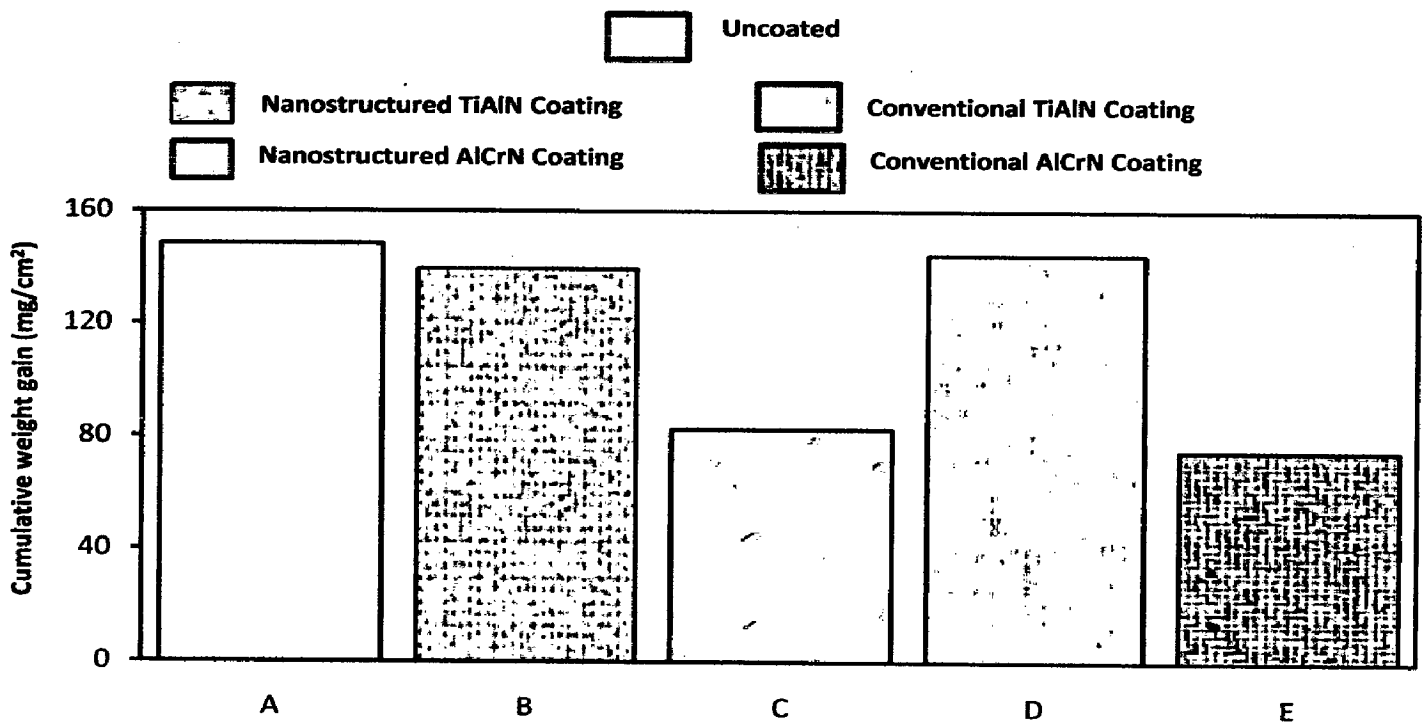 Uncoated
Nanostructured TiAlN Coating
Conventional TiAlN Coating
Nanostructured AlCrN Coating
Conventional AlCrN Coating
160
120
80
40
0
Cumulative weight gain (mg/cm²)
A B C D E